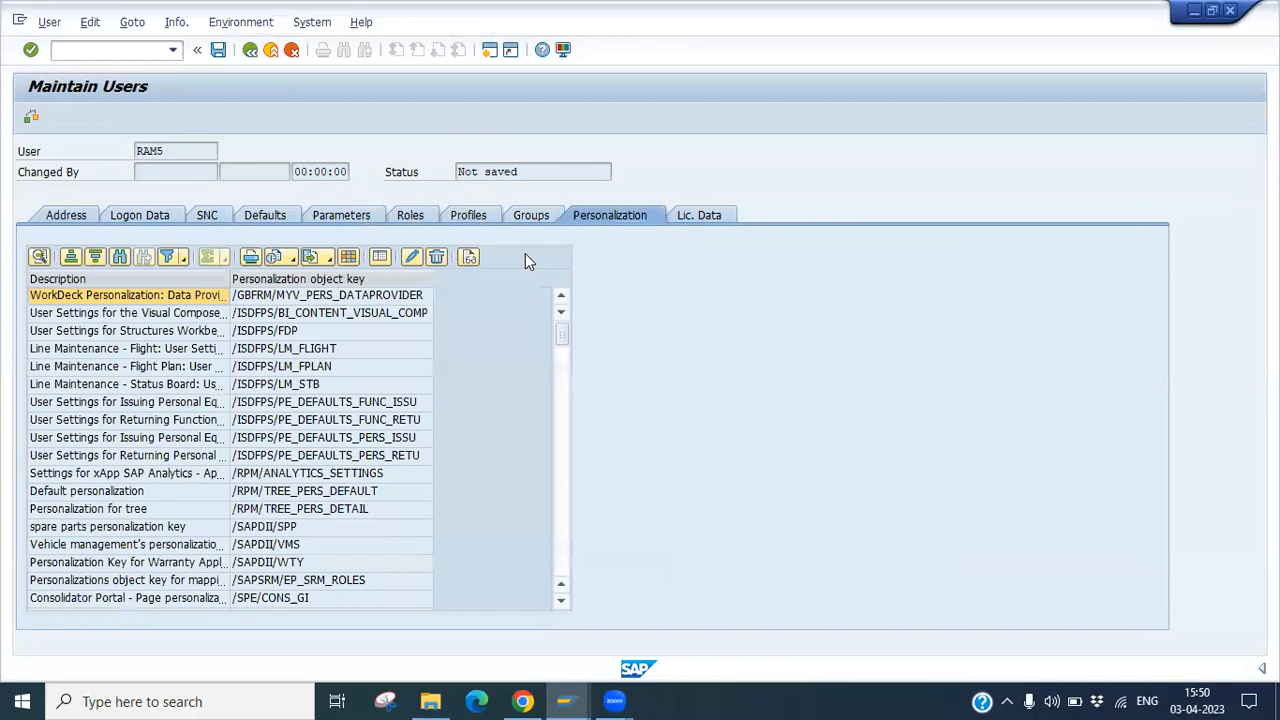 User Edit Goto Info. Environment System Help
Maintain Users
User RAM5
Changed By 00:00:00 Status Not saved
Address Logon Data SNC Defaults Parameters Roles Profiles Groups Personalization Lic. Data
Description Personalization object key
WorkDeck Personalization: Data Provi... /GBFRM/MYV_PERS_DATAPROVIDER
User Settings for the Visual Compose... /ISDFPS/BI_CONTENT_VISUAL_COMP
User Settings for Structures Workbe... /ISDFPS/FDP
Line Maintenance - Flight: User Setti... /ISDFPS/LM_FLIGHT
Line Maintenance - Flight Plan: User ... /ISDFPS/LM_FPLAN
Line Maintenance - Status Board: Us... /ISDFPS/LM_STB
User Settings for Issuing Personal Eq... /ISDFPS/PE_DEFAULTS_FUNC_ISSU
User Settings for Returning Function... /ISDFPS/PE_DEFAULTS_FUNC_RETU
User Settings for Issuing Personal Eq... /ISDFPS/PE_DEFAULTS_PERS_ISSU
User Settings for Returning Personal ... /ISDFPS/PE_DEFAULTS_PERS_RETU
Settings for xApp SAP Analytics - Ap... /RPM/ANALYTICS_SETTINGS
Default personalization /RPM/TREE_PERS_DEFAULT
Personalization for tree /RPM/TREE_PERS_DETAIL
spare parts personalization key /SAPDII/SPP
Vehicle management's personalizatio... /SAPDII/VMS
Personalization Key for Warranty Appl... /SAPDII/WTY
Personalizations object key for mappi... /SAPSRM/EP_SRM_ROLES
Consolidator Portal - Page personaliza... /SPE/CONS_GI
SAP
Type here to search
zoom
ENG
15:50
03-04-2023